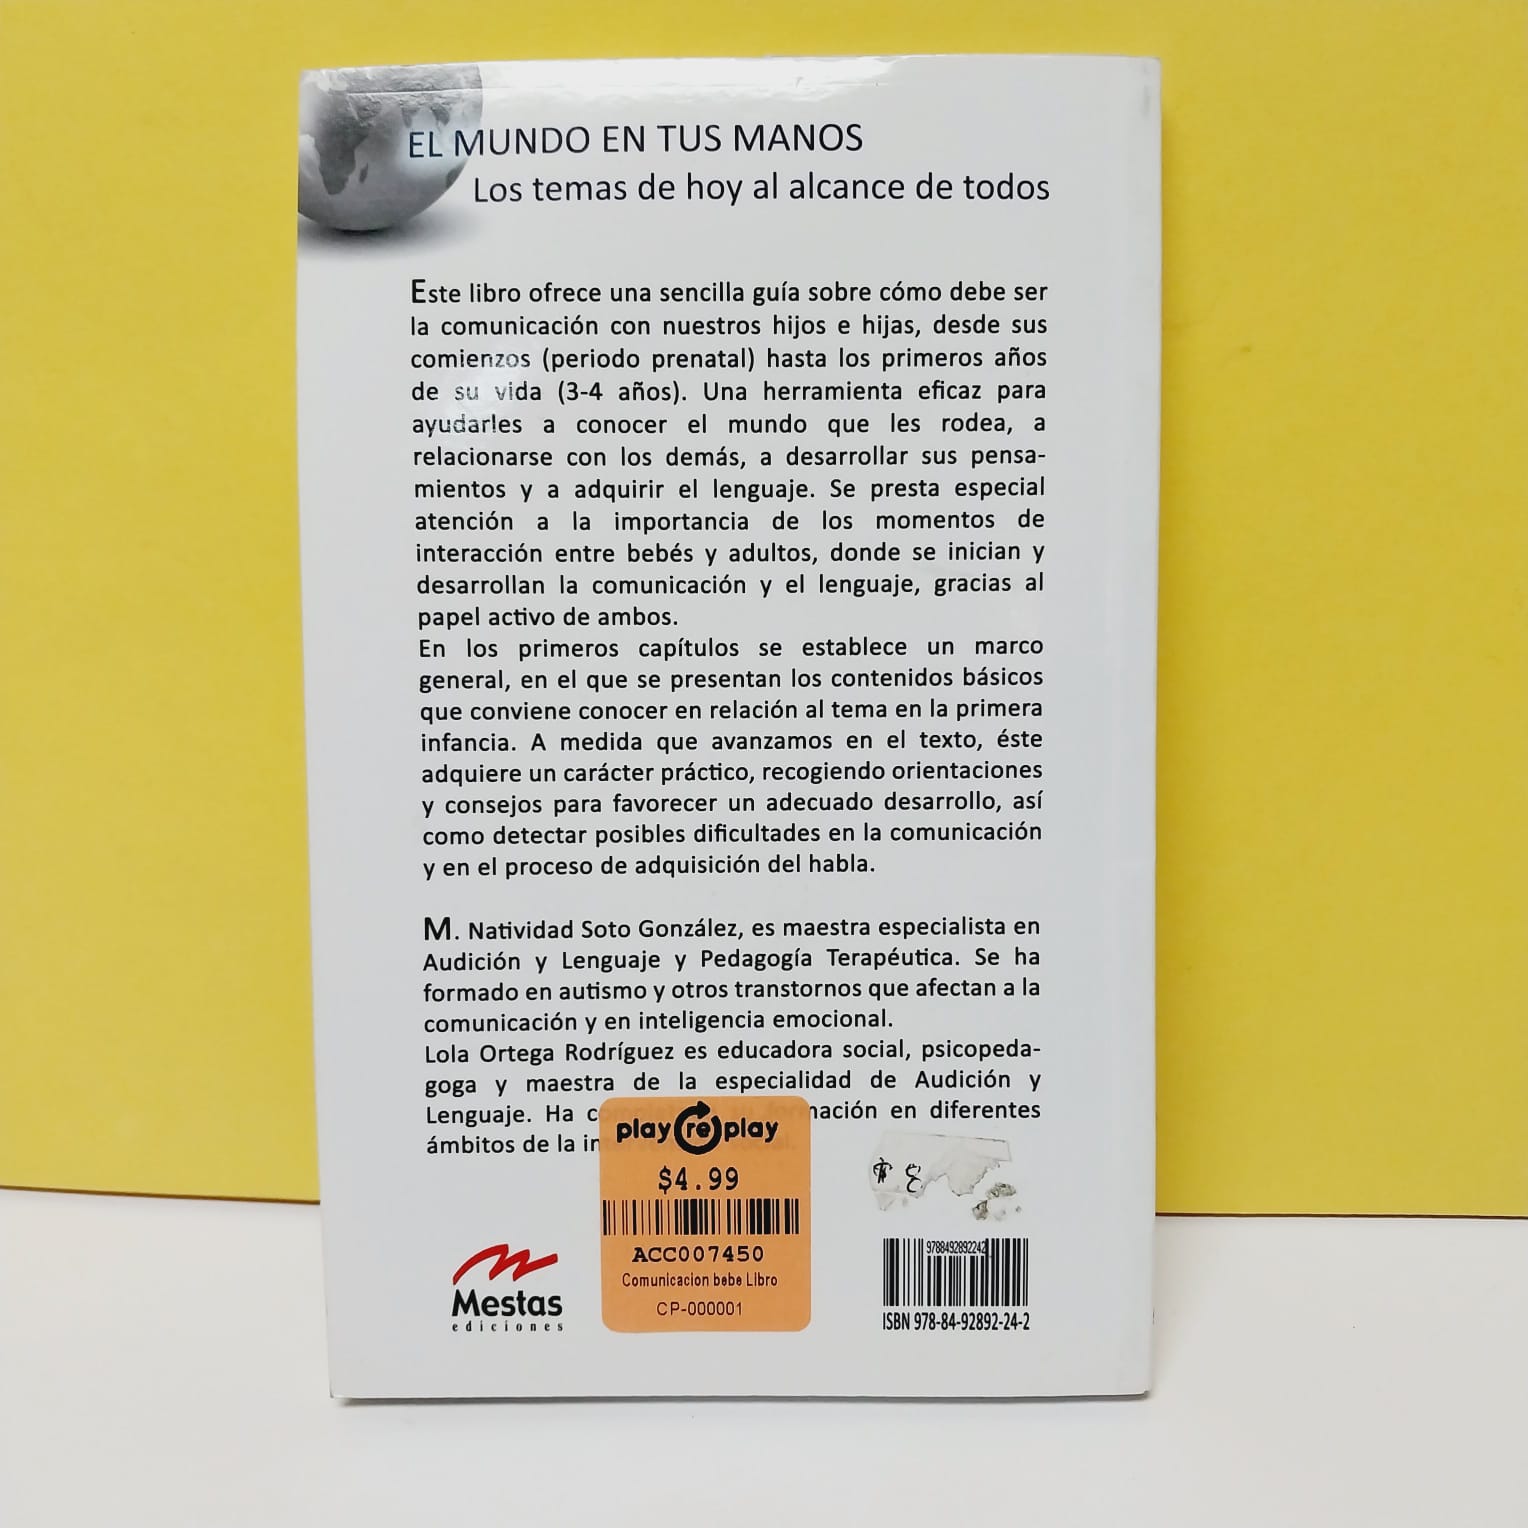 EL MUNDO EN TUS MANOS
Los temas de hoy al alcance de todos
Este libro ofrece una sencilla guía sobre cómo debe ser
la comunicación con nuestros hijos e hijas, desde sus
comienzos (periodo prenatal) hasta los primeros años
de su vida (3-4 años). Una herramienta eficaz para
ayudarles a conocer el mundo que les rodea, a
relacionarse con los demás, a desarrollar sus pensa-
mientos y a adquirir el lenguaje. Se presta especial
atención a la importancia de los momentos de
interacción entre bebés y adultos, donde se inician y
desarrollan la comunicación y el lenguaje, gracias al
papel activo de ambos.
En los primeros capítulos se establece un marco
general, en el que se presentan los contenidos básicos
que conviene conocer en relación al tema en la primera
infancia. A medida que avanzamos en el texto, éste
adquiere un carácter práctico, recogiendo orientaciones
y consejos para favorecer un adecuado desarrollo, así
como detectar posibles dificultades en la comunicación
y en el proceso de adquisición del habla.
M. Natividad Soto González, es maestra especialista en
Audición y Lenguaje y Pedagogía Terapéutica. Se ha
formado en autismo y otros transtornos que afectan a la
comunicación y en inteligencia emocional.
Lola Ortega Rodríguez es educadora social, psicopeda-
goga y maestra de la especialidad de Audición y
Lenguaje. Ha su formación en diferentes
ámbitos de la
play re play
$4.99
ACC007450
Comunicacion bebe Libro
CP-000001
$ 8
Mestas
ediciones
9788492892242
ISBN 978-84-92892-24-2